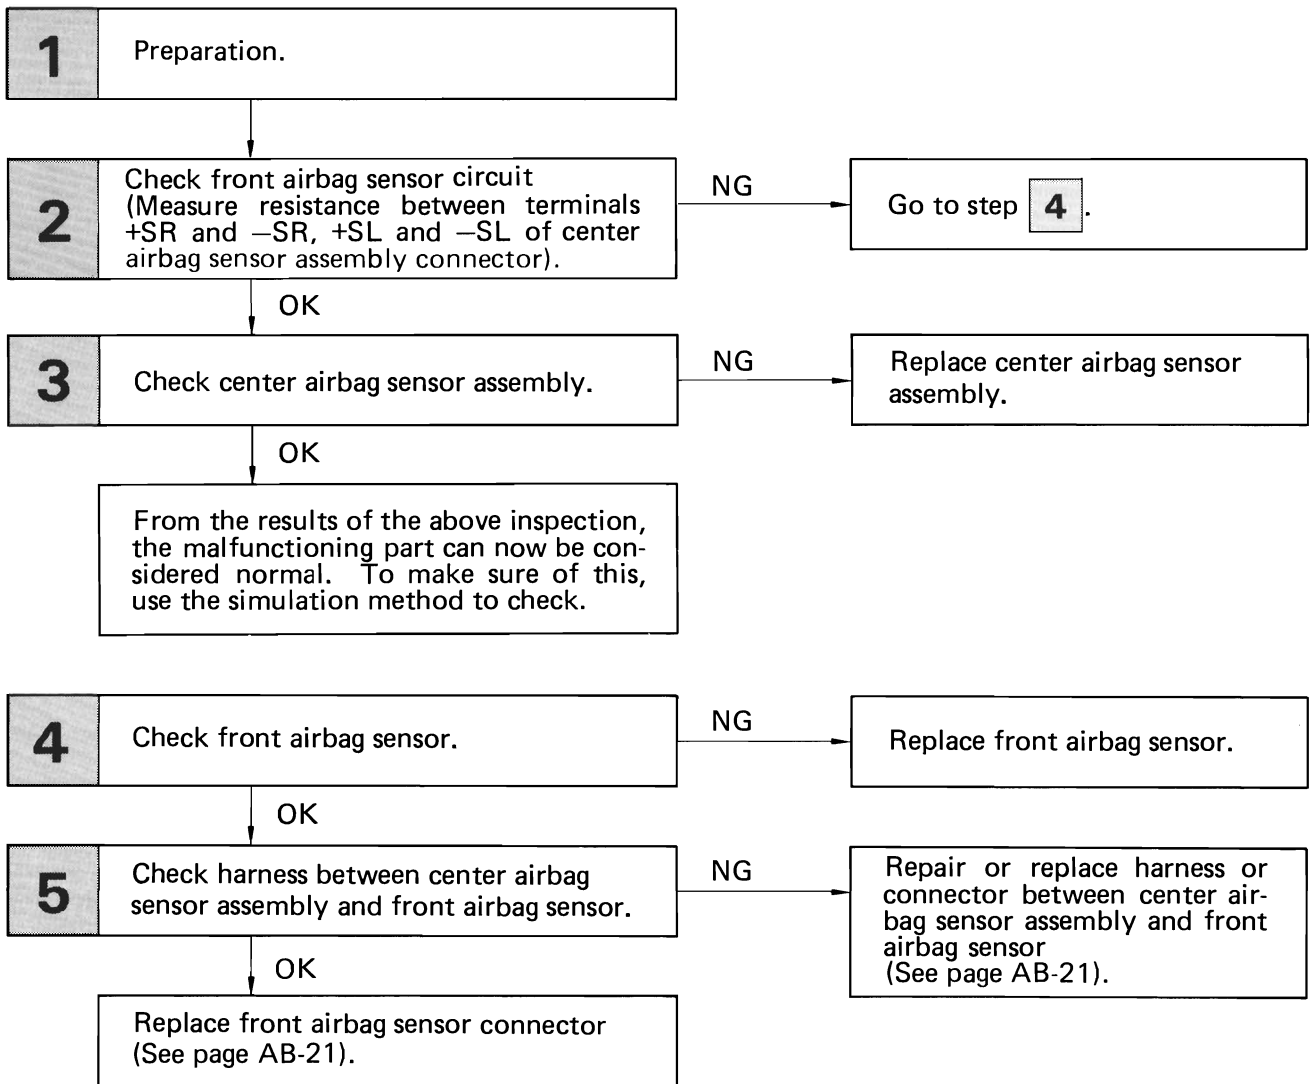 1
Preparation.
2
Check front airbag sensor circuit
(Measure resistance between terminals
+SR and —SR, +SL and —SL of center
airbag sensor assembly connector).
NG
Go to step 4.
OK
3
Check center airbag sensor assembly.
NG
Replace center airbag sensor
assembly.
OK
From the results of the above inspection,
the malfunctioning part can now be con-
sidered normal. To make sure of this,
use the simulation method to check.
4
Check front airbag sensor.
NG
Replace front airbag sensor.
OK
5
Check harness between center airbag
sensor assembly and front airbag sensor.
NG
Repair or replace harness or
connector between center air-
bag sensor assembly and front
airbag sensor
(See page AB-21).
OK
Replace front airbag sensor connector
(See page AB-21).